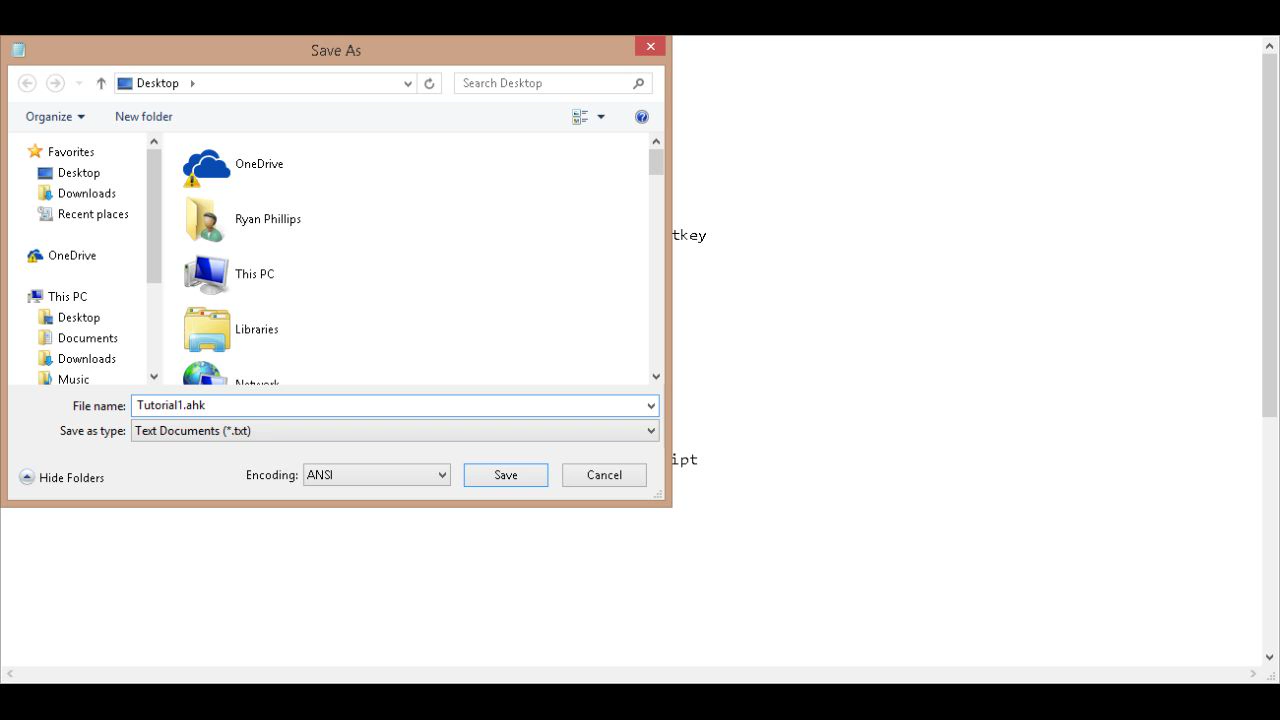 Save As
Desktop
Search Desktop
Organize
New folder
Favorites
Desktop
Downloads
Recent places
OneDrive
This PC
Desktop
Documents
Downloads
Music
OneDrive
Ryan Phillips
This PC
Libraries
Network
tkey
ipt
File name: Tutorial1.ahk
Save as type: Text Documents (*.txt)
Hide Folders
Encoding: ANSI
Save
Cancel